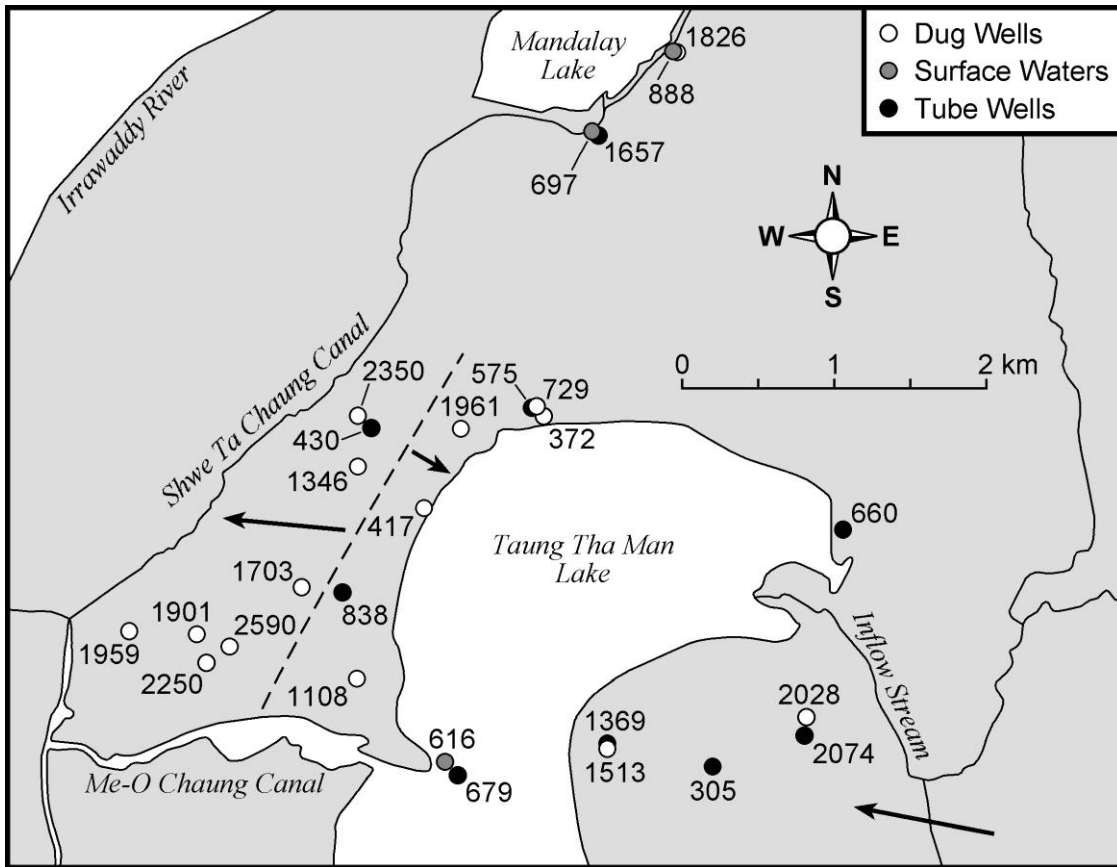 Mandalay
Lake
1826
888
Dug Wells
Surface Waters
Tube Wells
Irrawaddy River
697
1657
N
W
E
S
0
1
2 km
Shwe Ta Chaung Canal
2350
430
1346
1961
575
729
372
417
660
Taung Tha Man
Lake
1703
838
1901
2590
1959
2250
1108
Inflow Stream
616
679
Me-O Chaung Canal
1369
1513
305
2028
2074